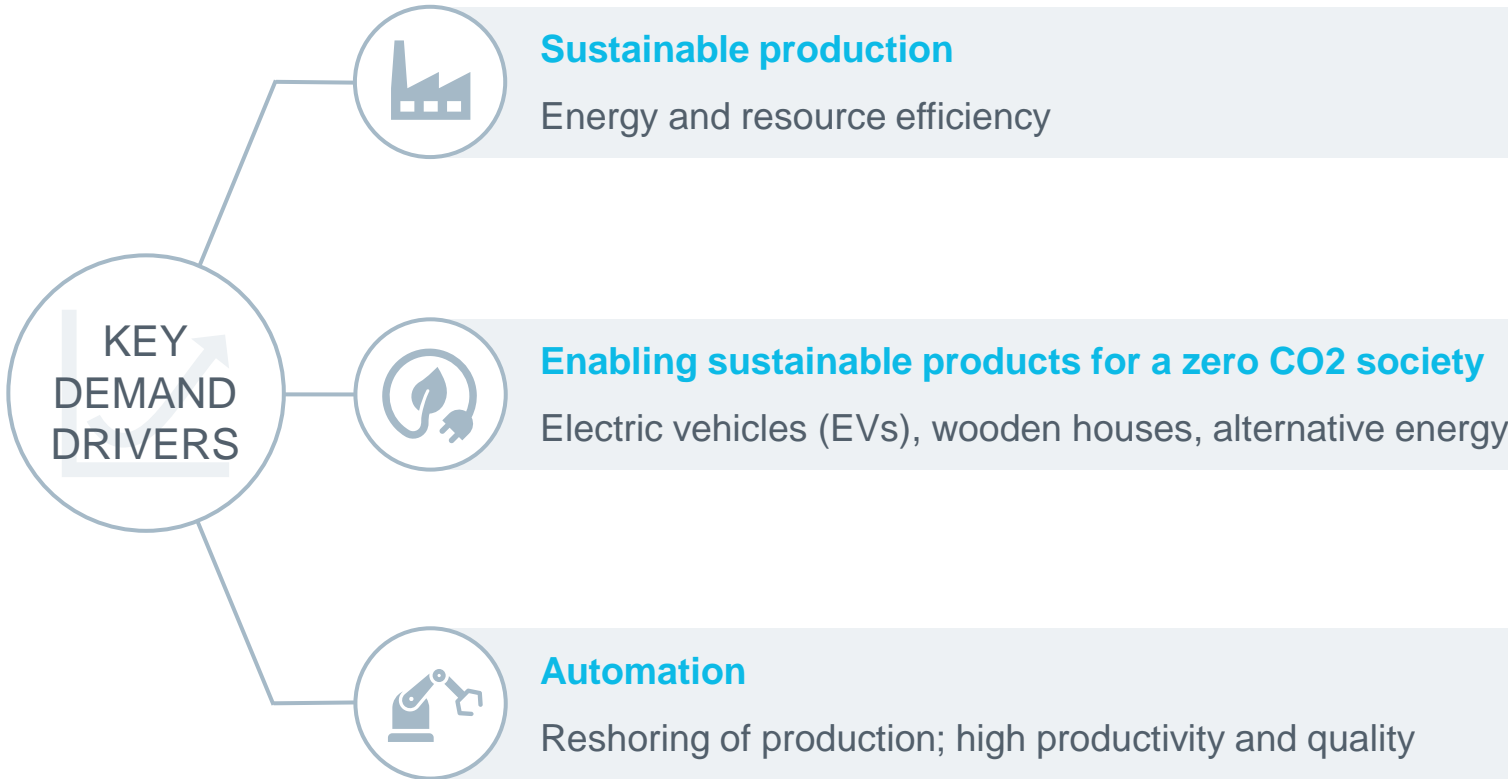 Sustainable production
Energy and resource efficiency
KEY
DEMAND
DRIVERS
Enabling sustainable products for a zero CO2 society
Electric vehicles (EVs), wooden houses, alternative energy
Automation
Reshoring of production; high productivity and quality